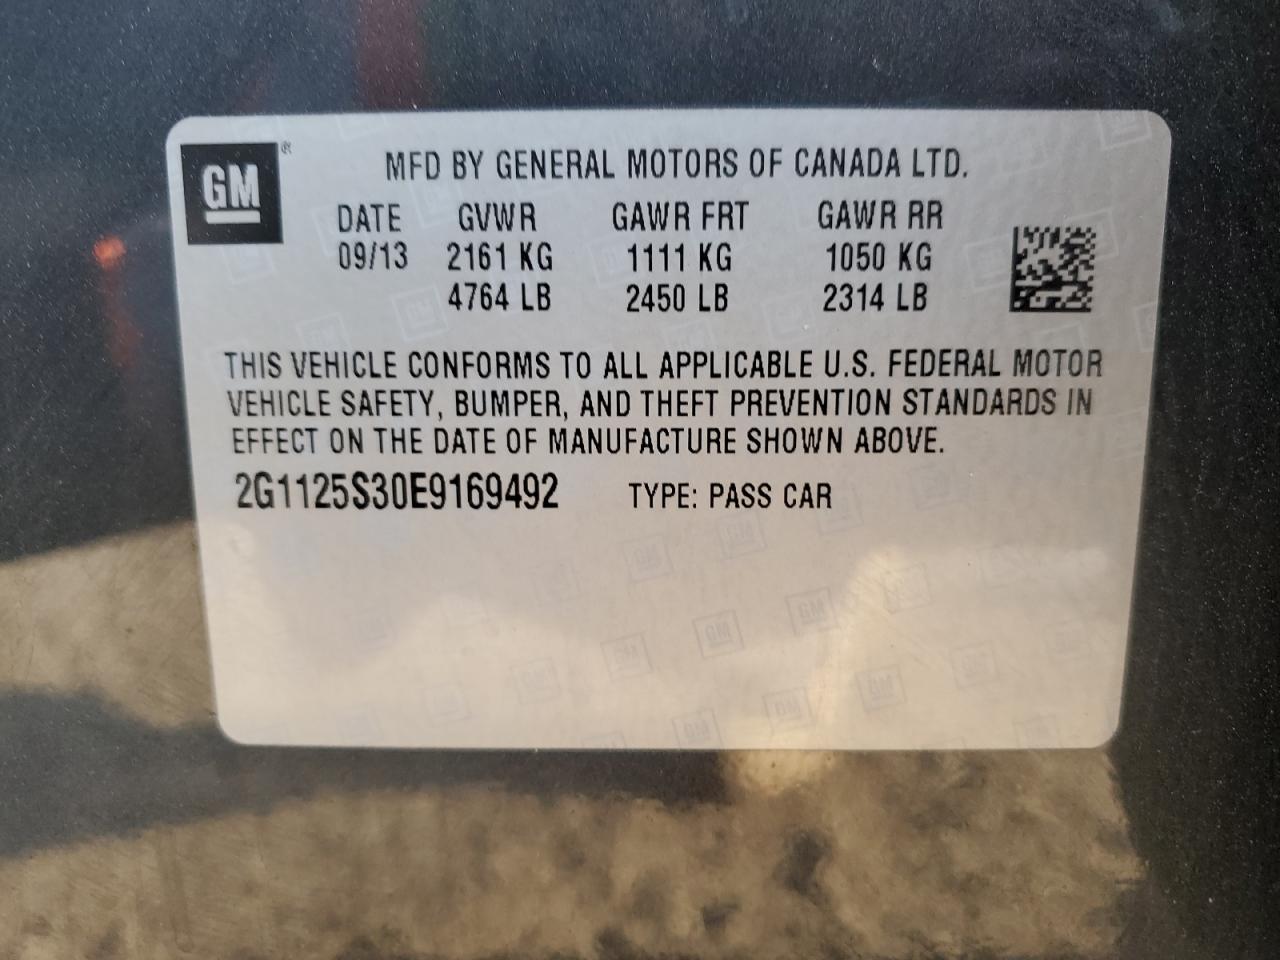 GM®
MFD BY GENERAL MOTORS OF CANADA LTD.
DATE GVWR GAWR FRT GAWR RR
09/13 2161 KG 1111 KG 1050 KG
4764 LB 2450 LB 2314 LB
THIS VEHICLE CONFORMS TO ALL APPLICABLE U.S. FEDERAL MOTOR
VEHICLE SAFETY, BUMPER, AND THEFT PREVENTION STANDARDS IN
EFFECT ON THE DATE OF MANUFACTURE SHOWN ABOVE.
2G1125S30E9169492 TYPE: PASS CAR